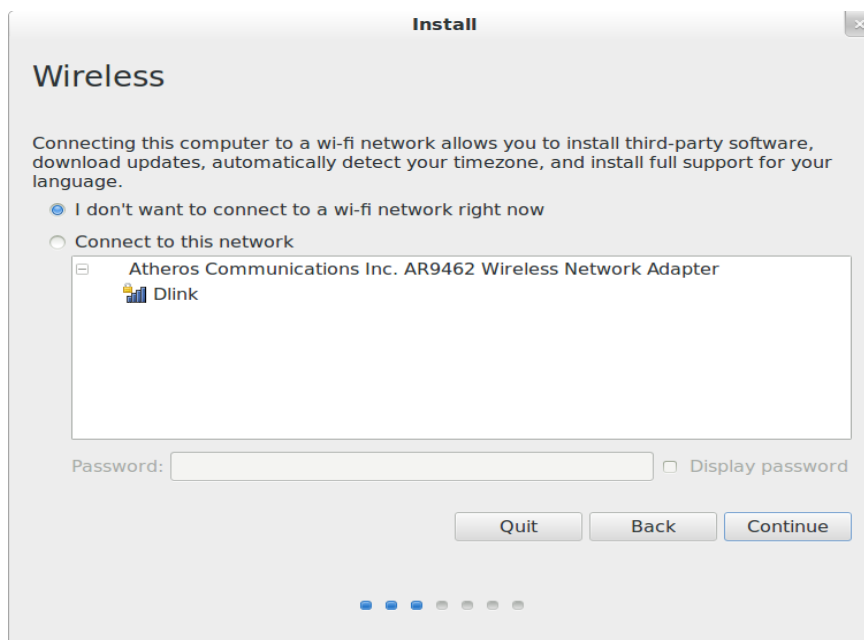 Install
Wireless
Connecting this computer to a wi-fi network allows you to install third-party software,
download updates, automatically detect your timezone, and install full support for your
language.
I don't want to connect to a wi-fi network right now
Connect to this network
Atheros Communications Inc. AR9462 Wireless Network Adapter
Dlink
Password:
Display password
Quit
Back
Continue